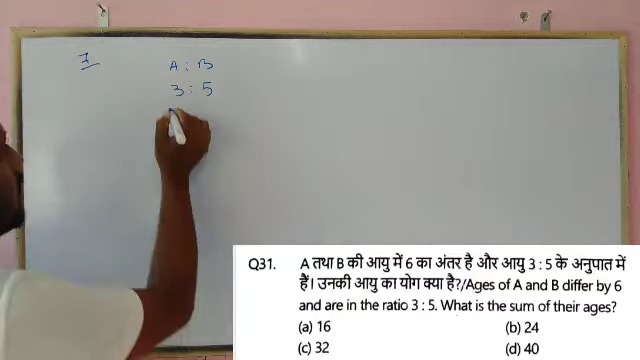 7
A : B
3 : 5
Q31. A तथा B की आयु में 6 का अंतर है और आयु 3 : 5 के अनुपात में
हैं। उनकी आयु का योग क्या है?/Ages of A and B differ by 6
and are in the ratio 3 : 5. What is the sum of their ages?
(a) 16 (b) 24
(c) 32 (d) 40